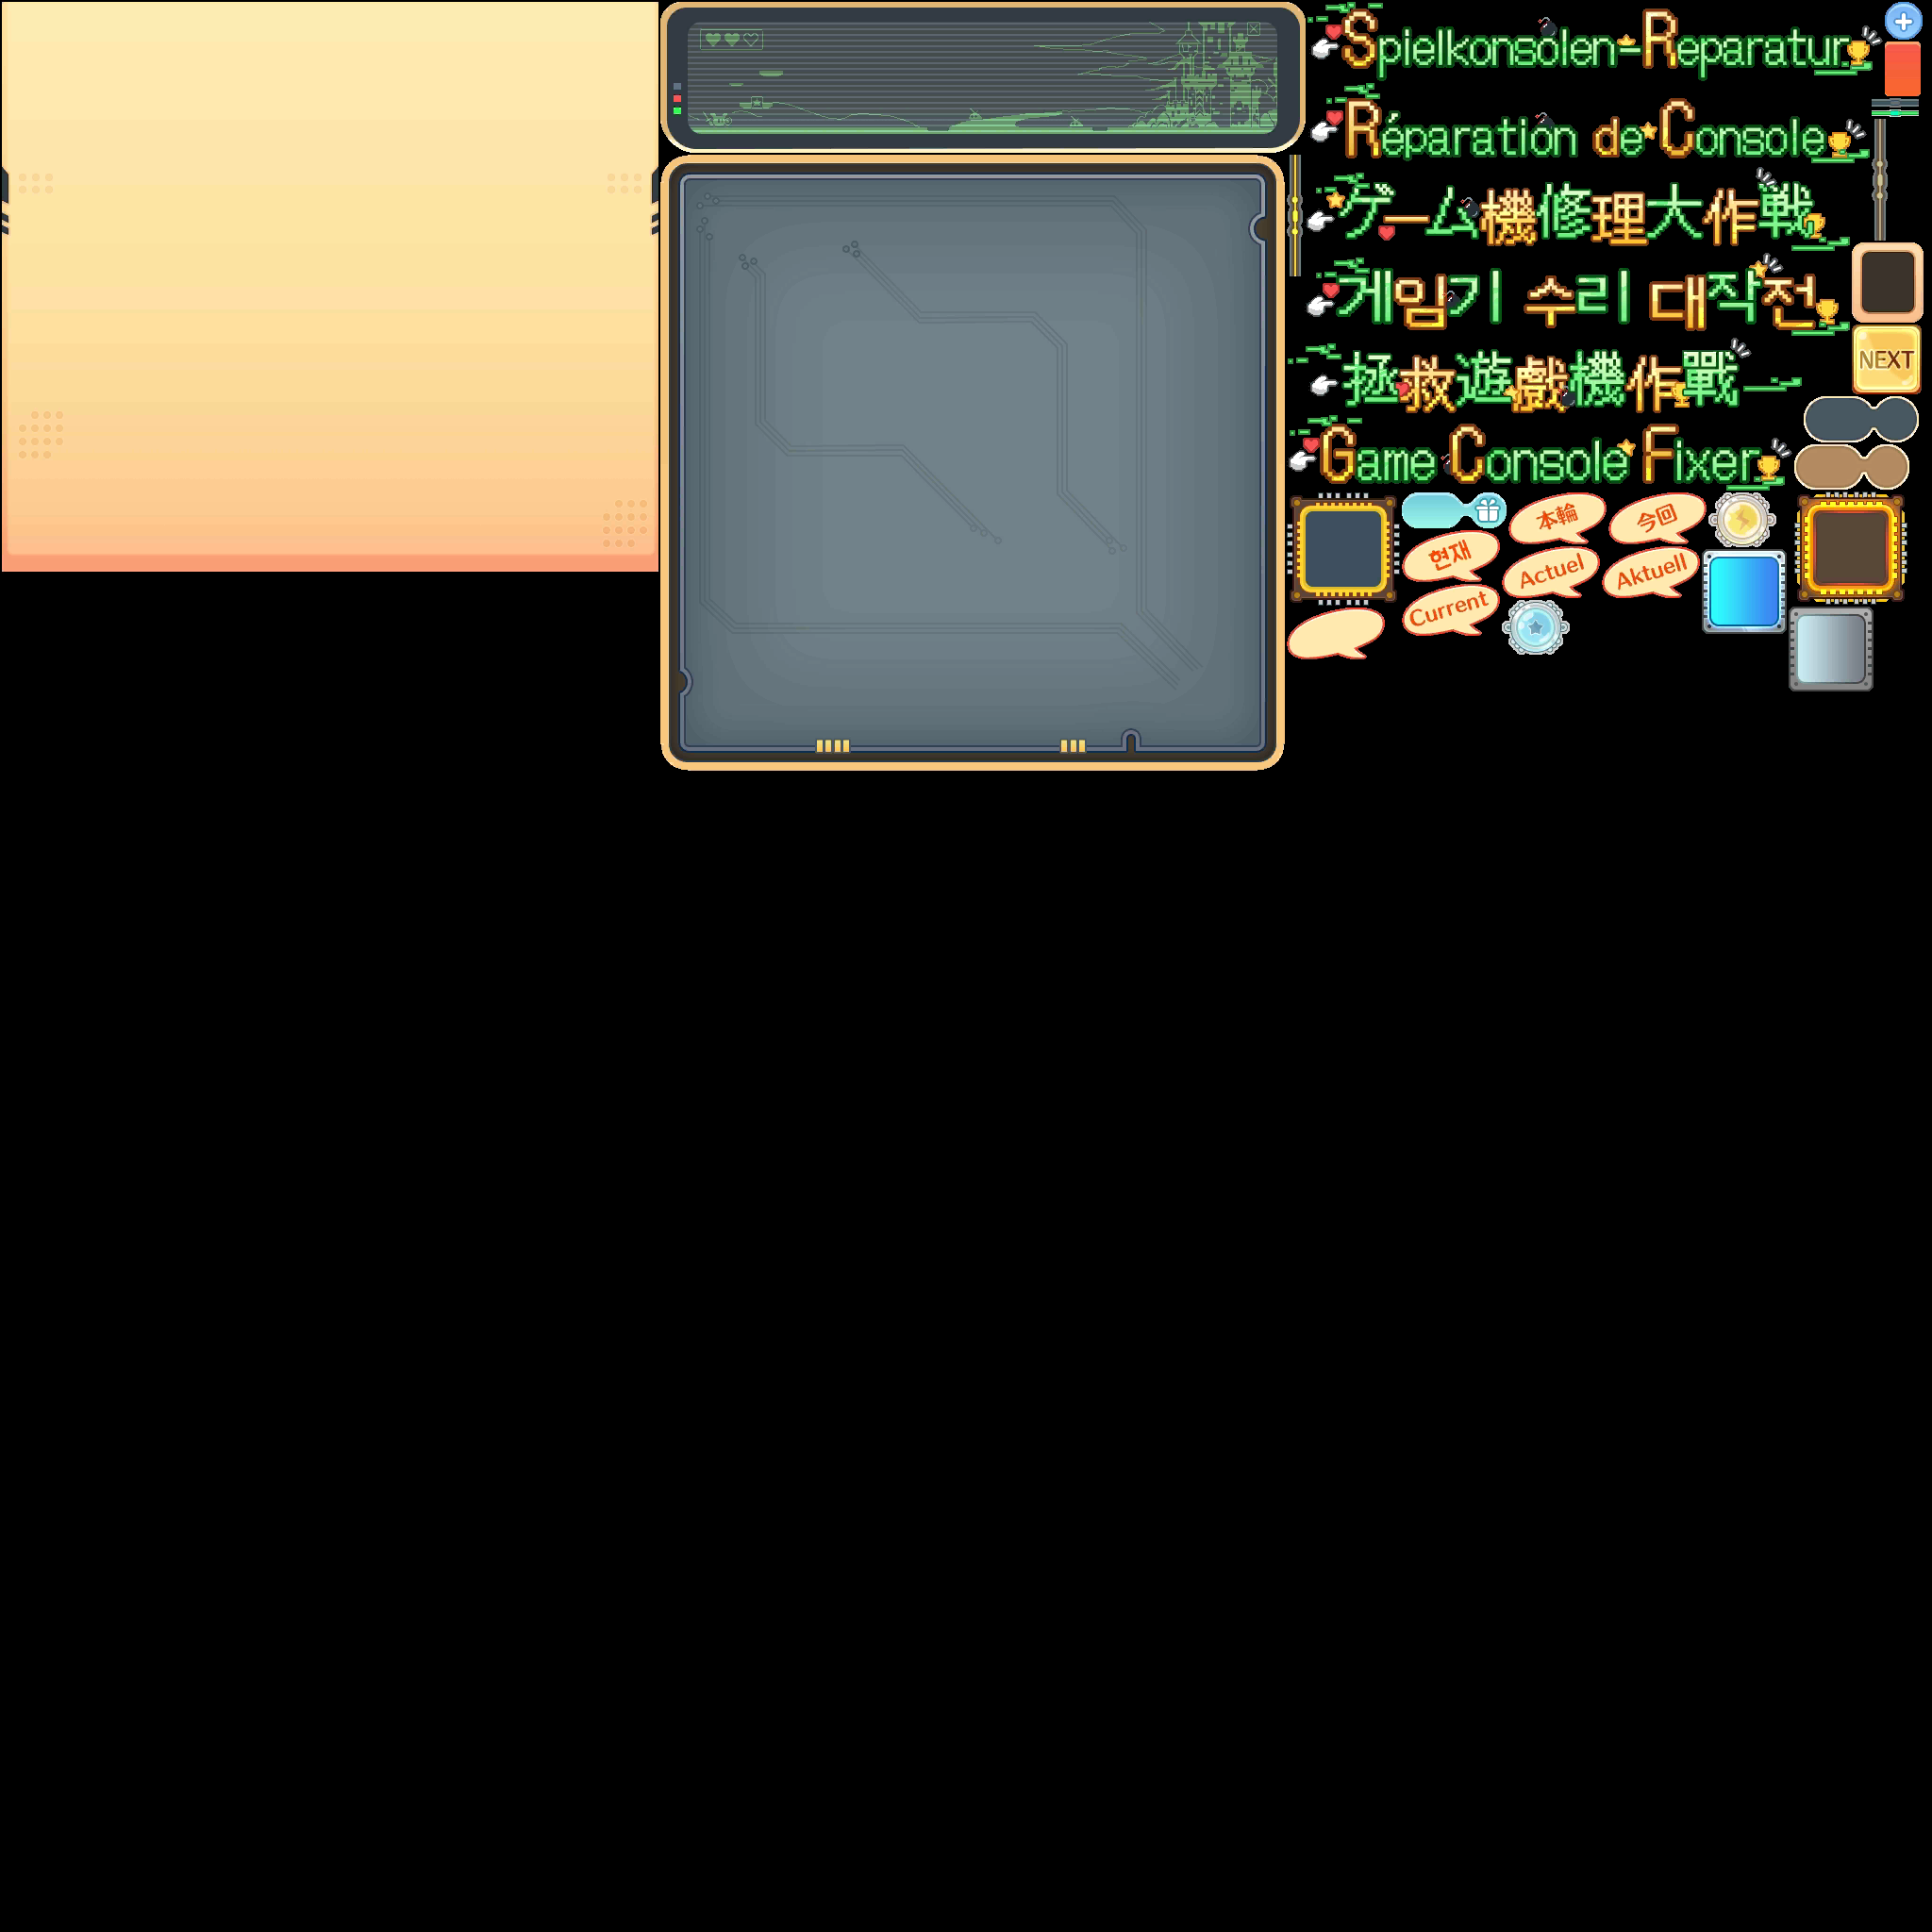 Spielkonsolen-Reparatur
Réparation de Console
ゲーム機修理大作戦
게임기 수리 대작전
拯救遊戲機作戰
Game Console Fixer
NEXT
本輪
今回
현재
Actuel
Aktuell
Current